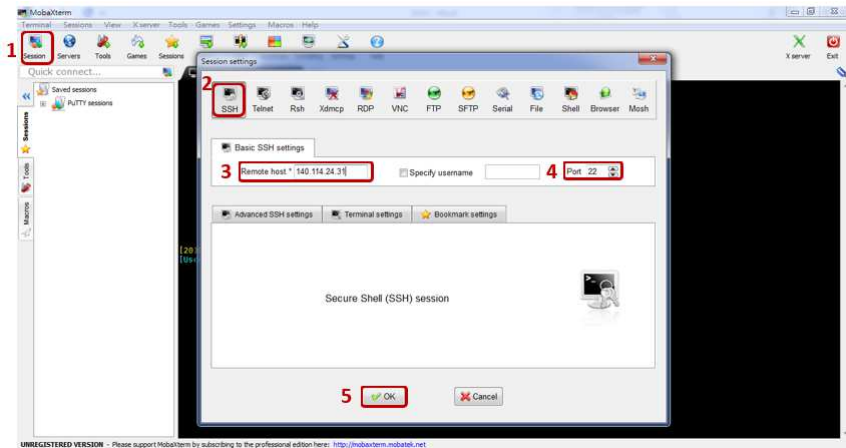 MobaXterm
Terminal Sessions View X server Tools Games Settings Macros Help
1
Session Servers Tools Games Sessions
X server Exit
Quick connect...
Saved sessions
PuTTY sessions
Sessions
Tools
Macros
Session settings
2
SSH Telnet Rsh Xdmcp RDP VNC FTP SFTP Serial File Shell Browser Mosh
Basic SSH settings
3 Remote host * 140.114.24.31 Specify username 4 Port 22
Advanced SSH settings Terminal settings Bookmark settings
[20
Secure Shell (SSH) session
5 OK Cancel
UNREGISTERED VERSION - Please support MobaXterm by subscribing to the professional edition here: http://mobaxterm.mobatek.net